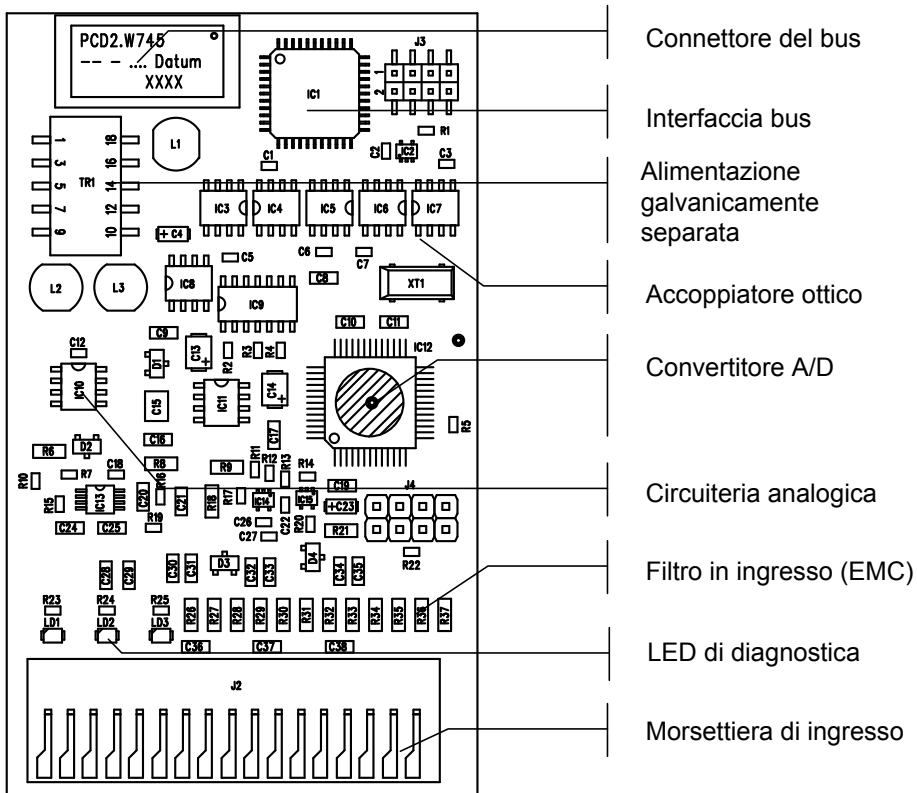 PCD2.W745
-- - .... Datum
XXXX
J3
1
2
IC1
R1
C2
IC2
C3
C1
L1
TR1
1
3
5
7
9
18
16
14
12
10
IC3
IC4
IC5
IC6
IC7
+ C4
C5
C6
C7
C8
L2
L3
IC8
IC9
XT1
C9
C10
C11
IC12
C12
D1
C13
+
R2
R3
R4
IC10
C15
IC11
C14
+
R5
C16
C17
R6
D2
R7
C18
R8
R9
R11
R12
R13
R14
R10
R15
IC13
C20
R16
C21
R18
R17
IC14
IC15
C19
J4
+C23
C22
R20
R21
C24
C25
R19
C26
C27
D4
R22
C28
C29
C30
C31
D3
C32
C33
C34
C35
R23
R24
R25
LD1
LD2
LD3
R26
R27
R28
R29
R30
R31
R32
R33
R34
R35
R36
R37
C36
C37
C38
J2
Connettore del bus
Interfaccia bus
Alimentazione
galvanicamente
separata
Accoppiatore ottico
Convertitore A/D
Circuiteria analogica
Filtro in ingresso (EMC)
LED di diagnostica
Morsettiera di ingresso